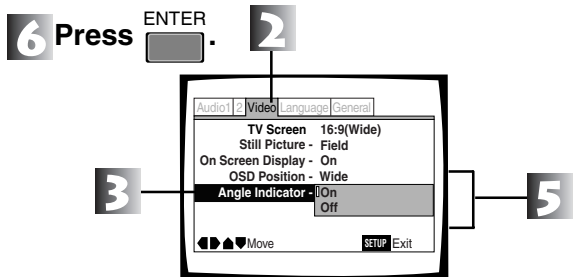 6 Press ENTER .
2
Audio1 2 Video Language General
TV Screen 16:9(Wide)
Still Picture - Field
On Screen Display - On
OSD Position - Wide
3 Angle Indicator - On
Off
5
Move SETUP Exit